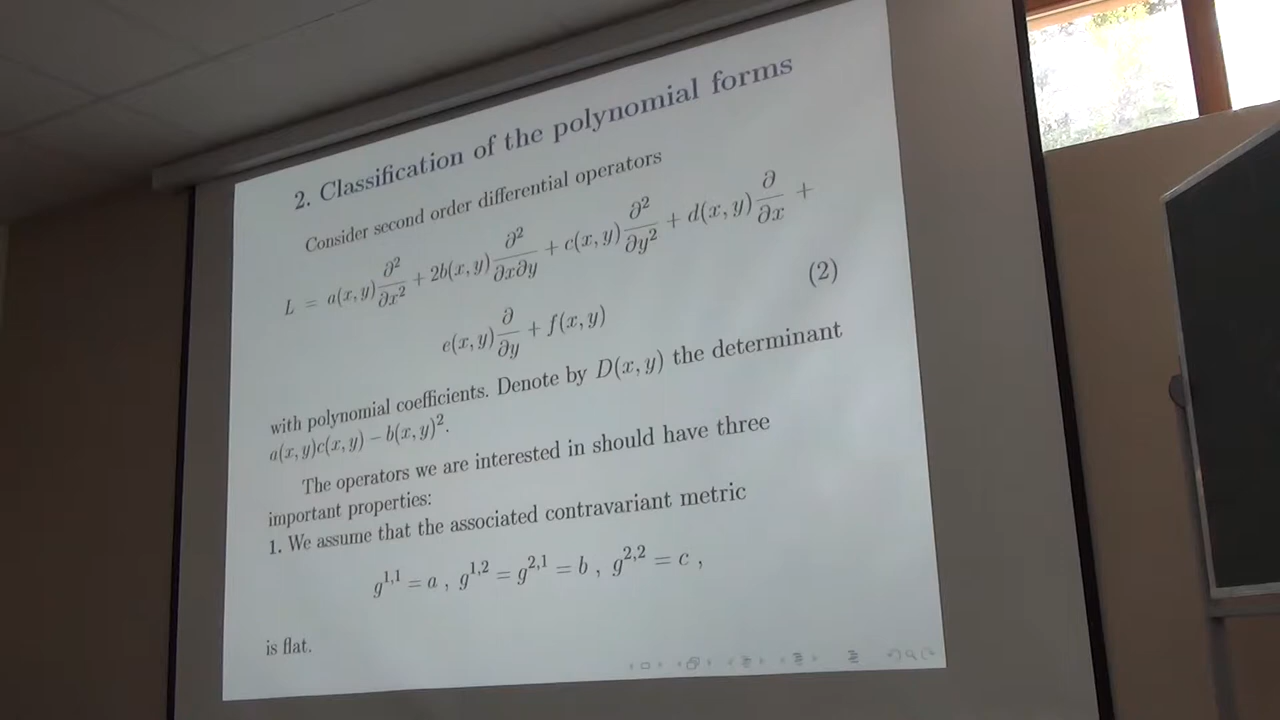 2. Classification of the polynomial forms
Consider second order differential operators
L = a(x, y) ∂²/∂x² + 2b(x, y) ∂²/∂x∂y + c(x, y) ∂²/∂y² + d(x, y) ∂/∂x +
(2)
e(x, y) ∂/∂y + f(x, y)
with polynomial coefficients. Denote by D(x, y) the determinant
a(x, y)c(x, y) − b(x, y)².
The operators we are interested in should have three
important properties:
1. We assume that the associated contravariant metric
g^{1,1} = a , g^{1,2} = g^{2,1} = b , g^{2,2} = c ,
is flat.